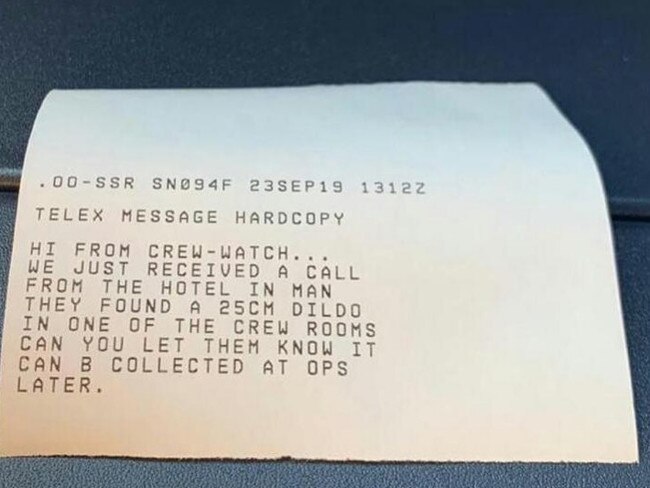 .OO-SSR SN094F 23SEP19 1312Z
TELEX MESSAGE HARDCOPY
HI FROM CREW-WATCH...
WE JUST RECEIVED A CALL
FROM THE HOTEL IN MAN
THEY FOUND A 25CM DILDO
IN ONE OF THE CREW ROOMS
CAN YOU LET THEM KNOW IT
CAN B COLLECTED AT OPS
LATER.